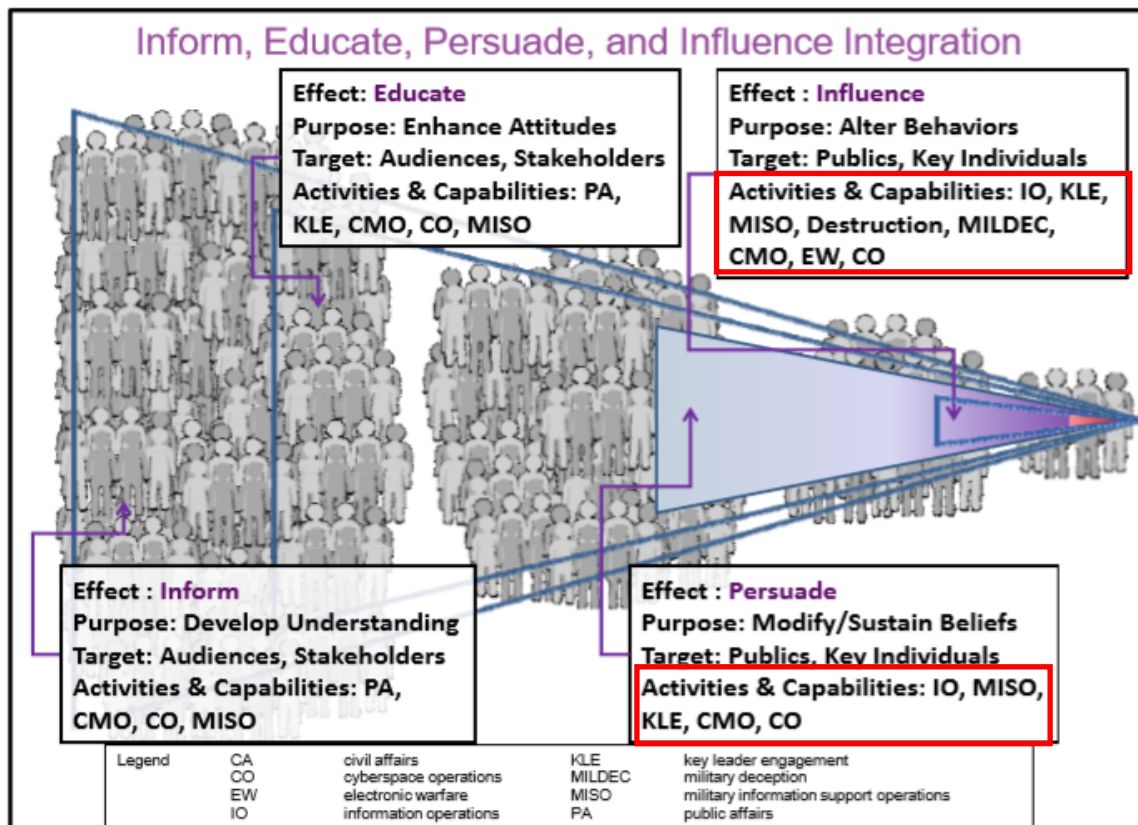 Inform, Educate, Persuade, and Influence Integration
Effect: Educate
Purpose: Enhance Attitudes
Target: Audiences, Stakeholders
Activities & Capabilities: PA,
KLE, CMO, CO, MISO
Effect : Influence
Purpose: Alter Behaviors
Target: Publics, Key Individuals
Activities & Capabilities: IO, KLE,
MISO, Destruction, MILDEC,
CMO, EW, CO
Effect : Inform
Purpose: Develop Understanding
Target: Audiences, Stakeholders
Activities & Capabilities: PA,
CMO, CO, MISO
Effect : Persuade
Purpose: Modify/Sustain Beliefs
Target: Publics, Key Individuals
Activities & Capabilities: IO, MISO,
KLE, CMO, CO
Legend CA civil affairs KLE key leader engagement
CO cyberspace operations MILDEC military deception
EW electronic warfare MISO military information support operations
IO information operations PA public affairs